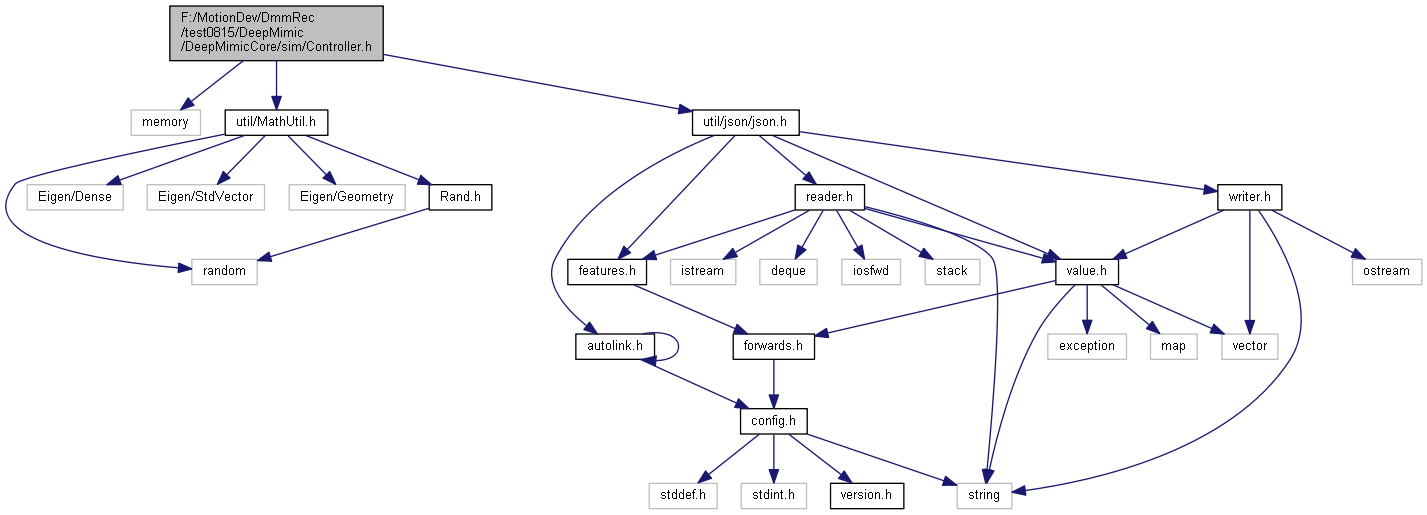 F:/MotionDev/DmmRec
/test0815/DeepMimic
/DeepMimicCore/sim/Controller.h
memory
util/MathUtil.h
util/json/json.h
Eigen/Dense
Eigen/StdVector
Eigen/Geometry
Rand.h
reader.h
writer.h
random
features.h
istream
deque
iosfwd
stack
value.h
ostream
autolink.h
forwards.h
exception
map
vector
config.h
stddef.h
stdint.h
version.h
string